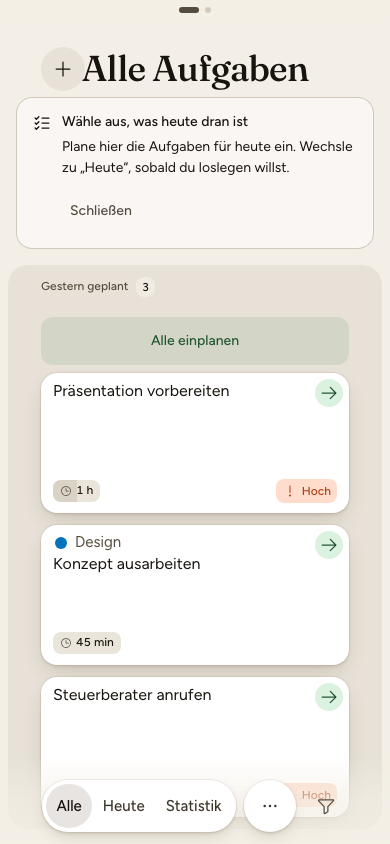 Alle Aufgaben
Wähle aus, was heute dran ist
Plane hier die Aufgaben für heute ein. Wechsle
zu „Heute“, sobald du loslegen willst.
Schließen
Gestern geplant 3
Alle einplanen
Präsentation vorbereiten
1 h
Hoch
Design
Konzept ausarbeiten
45 min
Steuerberater anrufen
Hoch
Alle Heute Statistik